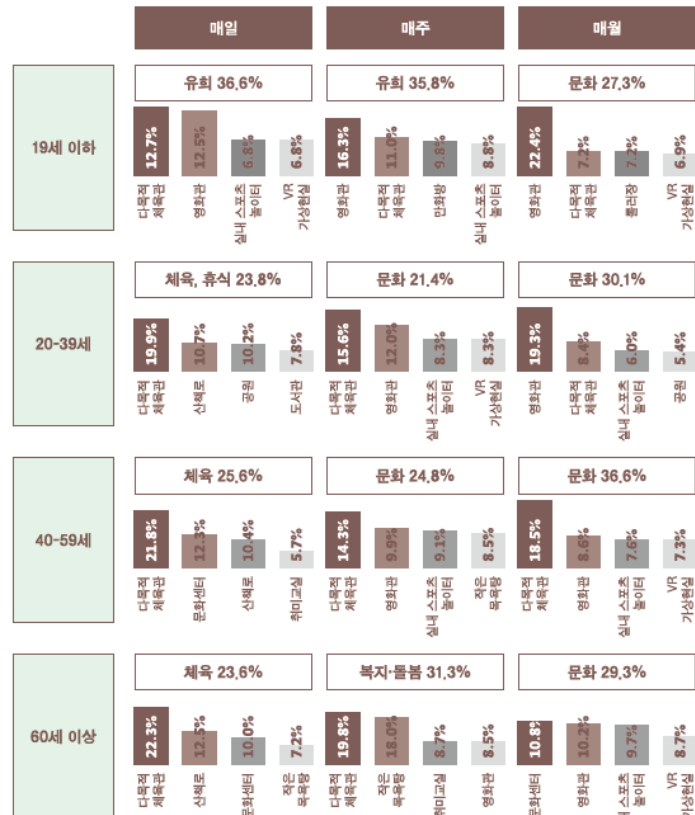 매일 매주 매월
19세 이하
유희 36.6% 유희 35.8% 문화 27.3%
12.7% 12.5% 6.8% 6.8% 16.3% 11.0% 9.8% 8.8% 22.4% 7.2% 7.2% 6.9%
다목적 체육관 영화관 실내 스포츠 놀이터 VR 가상현실 영화관 다목적 체육관 만화방 실내 스포츠 놀이터 영화관 다목적 체육관 롤러장 VR 가상현실
20-39세
체육, 휴식 23.8% 문화 21.4% 문화 30.1%
19.9% 10.7% 10.2% 7.8% 15.6% 12.0% 8.3% 8.3% 19.3% 8.4% 6.0% 5.4%
다목적 체육관 산책로 공원 도서관 다목적 체육관 영화관 실내 스포츠 놀이터 VR 가상현실 영화관 다목적 체육관 실내 스포츠 놀이터 공원
40-59세
체육 25.6% 문화 24.8% 문화 36.6%
21.8% 12.3% 10.4% 5.7% 14.3% 9.9% 9.1% 8.5% 18.5% 8.6% 7.6% 7.3%
다목적 체육관 문화센터 산책로 취미교실 다목적 체육관 영화관 실내 스포츠 놀이터 작은 목욕탕 다목적 체육관 영화관 실내 스포츠 놀이터 VR 가상현실
60세 이상
체육 23.6% 복지·돌봄 31.3% 문화 29.3%
22.3% 12.5% 10.0% 7.2% 19.8% 18.0% 8.7% 8.5% 10.8% 10.2% 9.7% 8.7%
다목적 체육관 산책로 문화센터 작은 목욕탕 다목적 체육관 작은 목욕탕 취미교실 영화관 문화센터 영화관 스포츠 놀이터 VR 가상현실